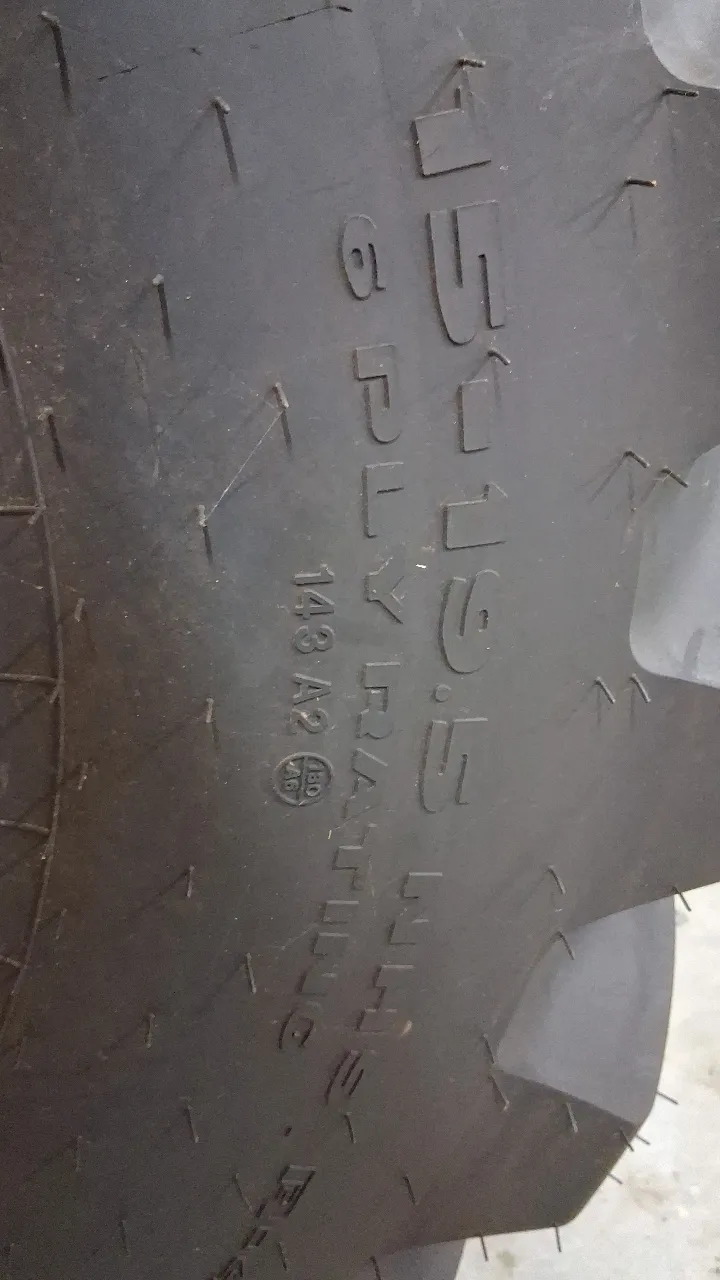 15-19.5 NHS
6 PLY RATING
143 A2